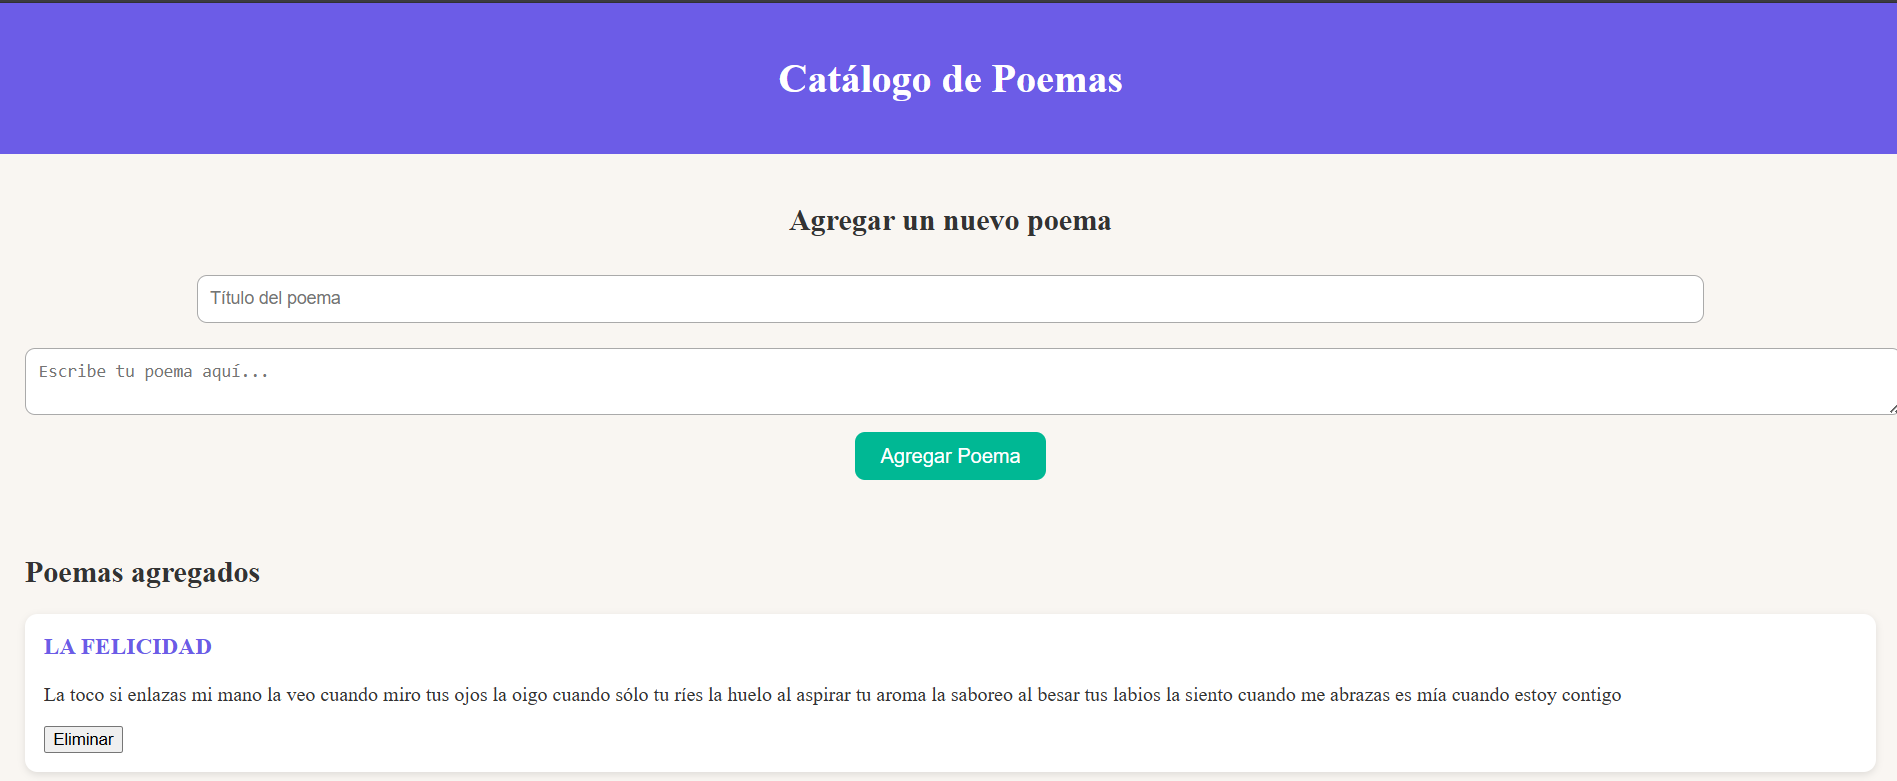 Catálogo de Poemas
Agregar un nuevo poema
Título del poema
Escribe tu poema aquí...
Agregar Poema
Poemas agregados
LA FELICIDAD
La toco si enlazas mi mano la veo cuando miro tus ojos la oigo cuando sólo tu ríes la huelo al aspirar tu aroma la saboreo al besar tus labios la siento cuando me abrazas es mía cuando estoy contigo
Eliminar